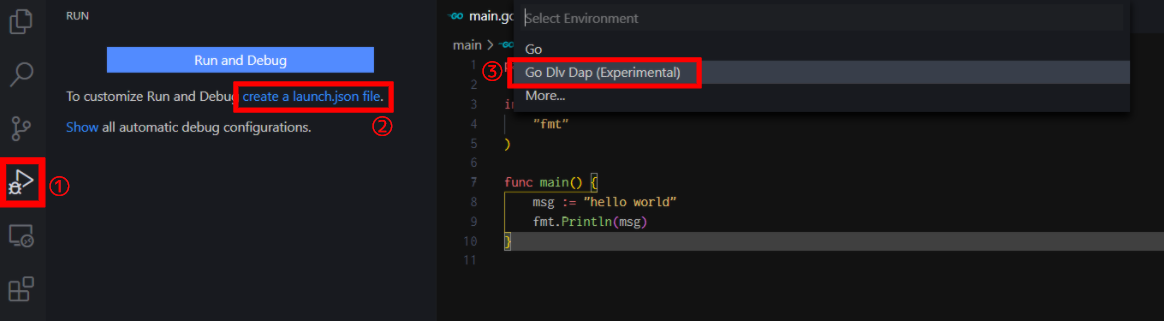 RUN
Run and Debug
To customize Run and Debug create a launch.json file.
②
Show all automatic debug configurations.
①
main.go
Select Environment
main >
Go
③
Go Dlv Dap (Experimental)
More...
1
2
3
4 "fmt"
5 )
6
7 func main() {
8 msg := "hello world"
9 fmt.Println(msg)
10 }
11